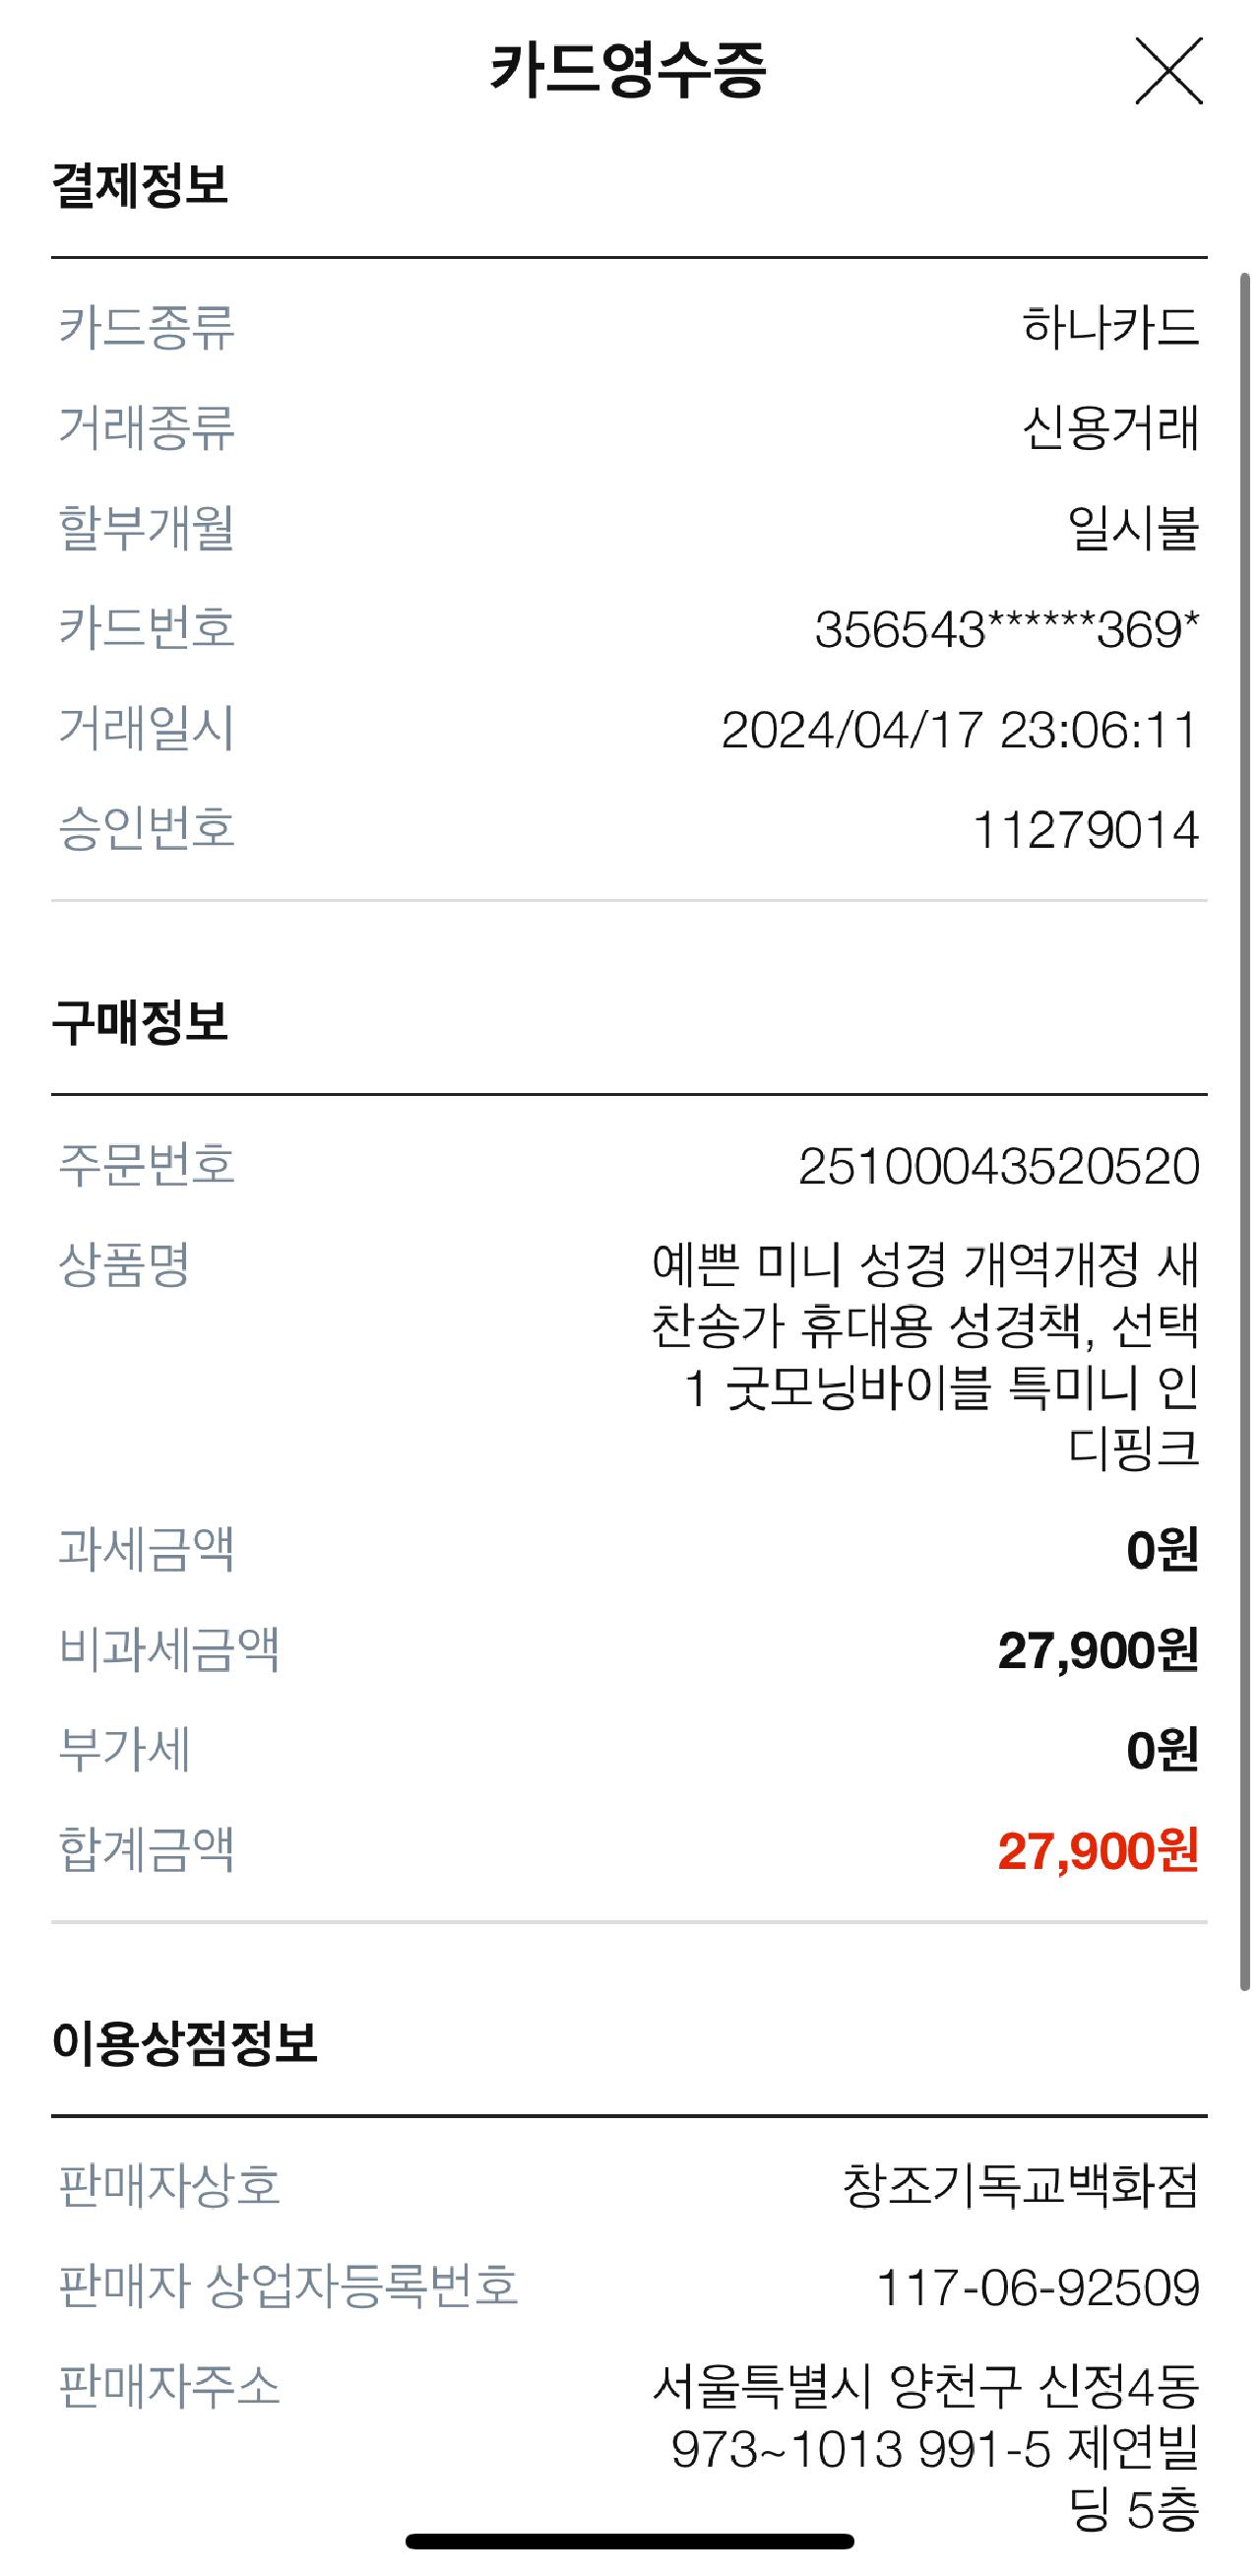 카드영수증
결제정보
카드종류 하나카드
거래종류 신용거래
할부개월 일시불
카드번호 356543******369*
거래일시 2024/04/17 23:06:11
승인번호 11279014
구매정보
주문번호 25100043520520
상품명 예쁜 미니 성경 개역개정 새
찬송가 휴대용 성경책, 선택
1 굿모닝바이블 특미니 인
디핑크
과세금액 0원
비과세금액 27,900원
부가세 0원
합계금액 27,900원
이용상점정보
판매자상호 창조기독교백화점
판매자 상업자등록번호 117-06-92509
판매자주소 서울특별시 양천구 신정4동
973~1013 991-5 제연빌
딩 5층